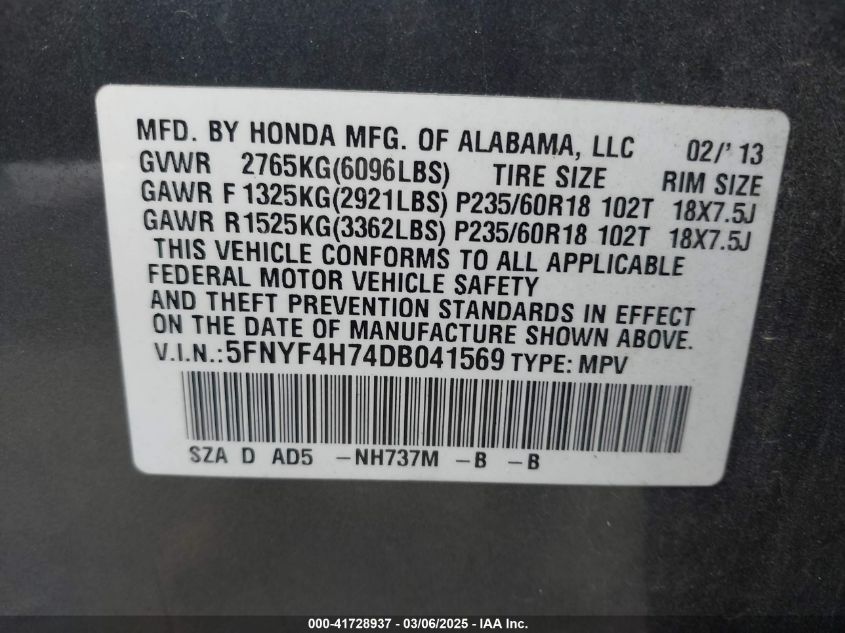 MFD. BY HONDA MFG. OF ALABAMA, LLC 02/' 13
GVWR 2765KG(6096LBS) TIRE SIZE RIM SIZE
GAWR F 1325KG(2921LBS) P235/60R18 102T 18X7.5J
GAWR R1525KG(3362LBS) P235/60R18 102T 18X7.5J
THIS VEHICLE CONFORMS TO ALL APPLICABLE
FEDERAL MOTOR VEHICLE SAFETY
AND THEFT PREVENTION STANDARDS IN EFFECT
ON THE DATE OF MANUFACTURE SHOWN ABOVE.
V.I.N.:5FNYF4H74DB041569 TYPE: MPV
SZA D AD5 -NH737M -B -B
000-41728937 - 03/06/2025 - IAA Inc.